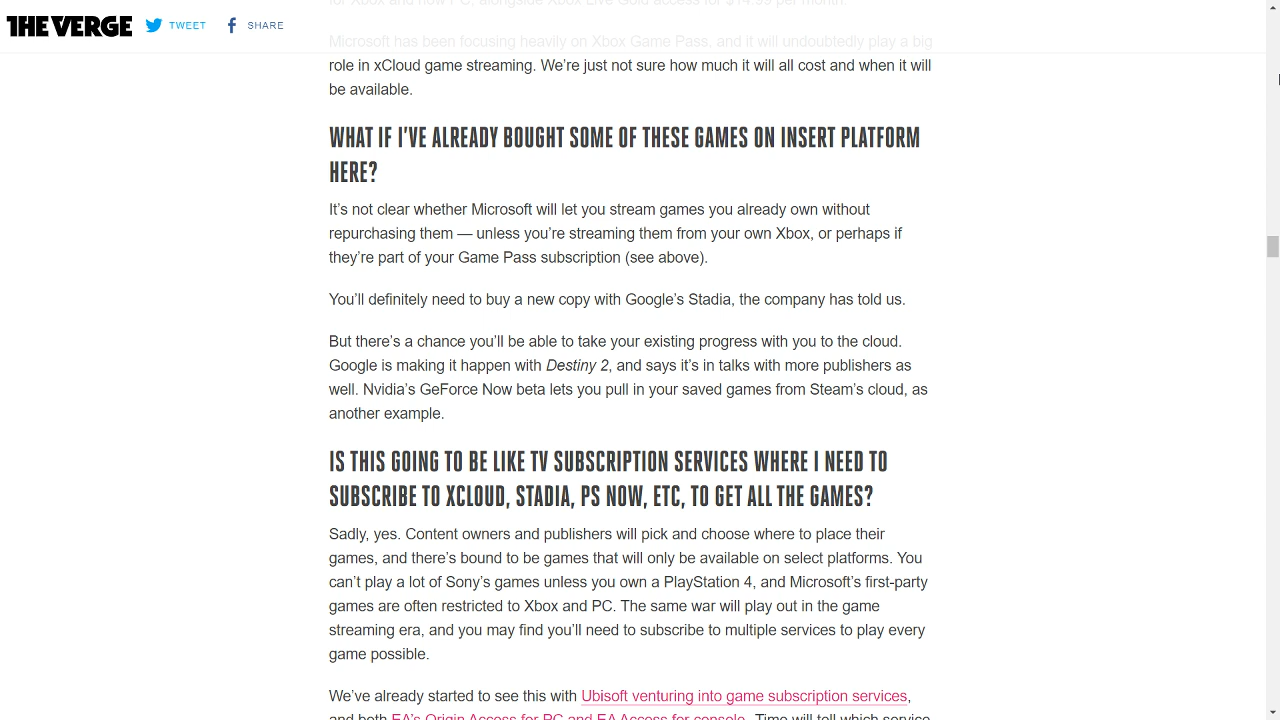 for Xbox and now PC, alongside Xbox Live Gold access for $14.99 per month.
THE VERGE TWEET SHARE
Microsoft has been focusing heavily on Xbox Game Pass, and it will undoubtedly play a big
role in xCloud game streaming. We’re just not sure how much it will all cost and when it will
be available.
WHAT IF I’VE ALREADY BOUGHT SOME OF THESE GAMES ON INSERT PLATFORM
HERE?
It’s not clear whether Microsoft will let you stream games you already own without
repurchasing them — unless you’re streaming them from your own Xbox, or perhaps if
they’re part of your Game Pass subscription (see above).
You’ll definitely need to buy a new copy with Google’s Stadia, the company has told us.
But there’s a chance you’ll be able to take your existing progress with you to the cloud.
Google is making it happen with Destiny 2, and says it’s in talks with more publishers as
well. Nvidia’s GeForce Now beta lets you pull in your saved games from Steam’s cloud, as
another example.
IS THIS GOING TO BE LIKE TV SUBSCRIPTION SERVICES WHERE I NEED TO
SUBSCRIBE TO XCLOUD, STADIA, PS NOW, ETC, TO GET ALL THE GAMES?
Sadly, yes. Content owners and publishers will pick and choose where to place their
games, and there’s bound to be games that will only be available on select platforms. You
can’t play a lot of Sony’s games unless you own a PlayStation 4, and Microsoft’s first-party
games are often restricted to Xbox and PC. The same war will play out in the game
streaming era, and you may find you’ll need to subscribe to multiple services to play every
game possible.
We’ve already started to see this with Ubisoft venturing into game subscription services,
and both EA’s Origin Access for PC and EA Access for console. Time will tell which service